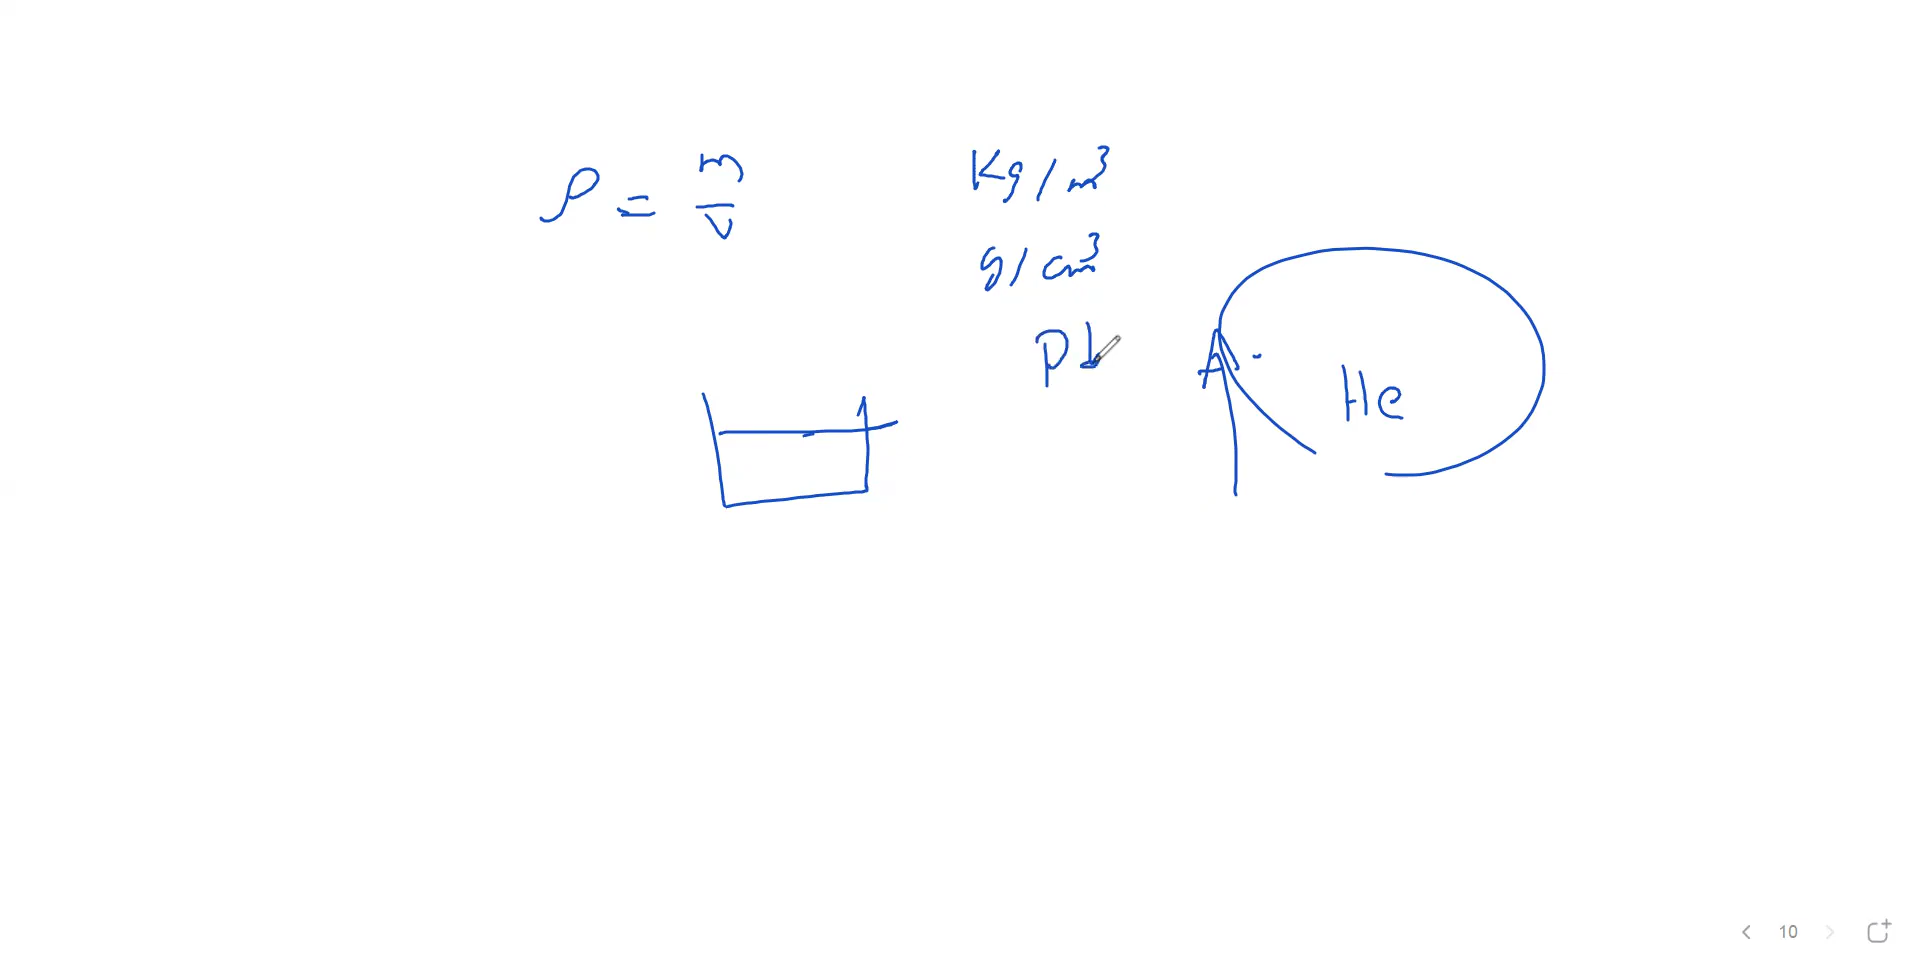 ρ = m/v
Kg/m³
g/cm³
He
10